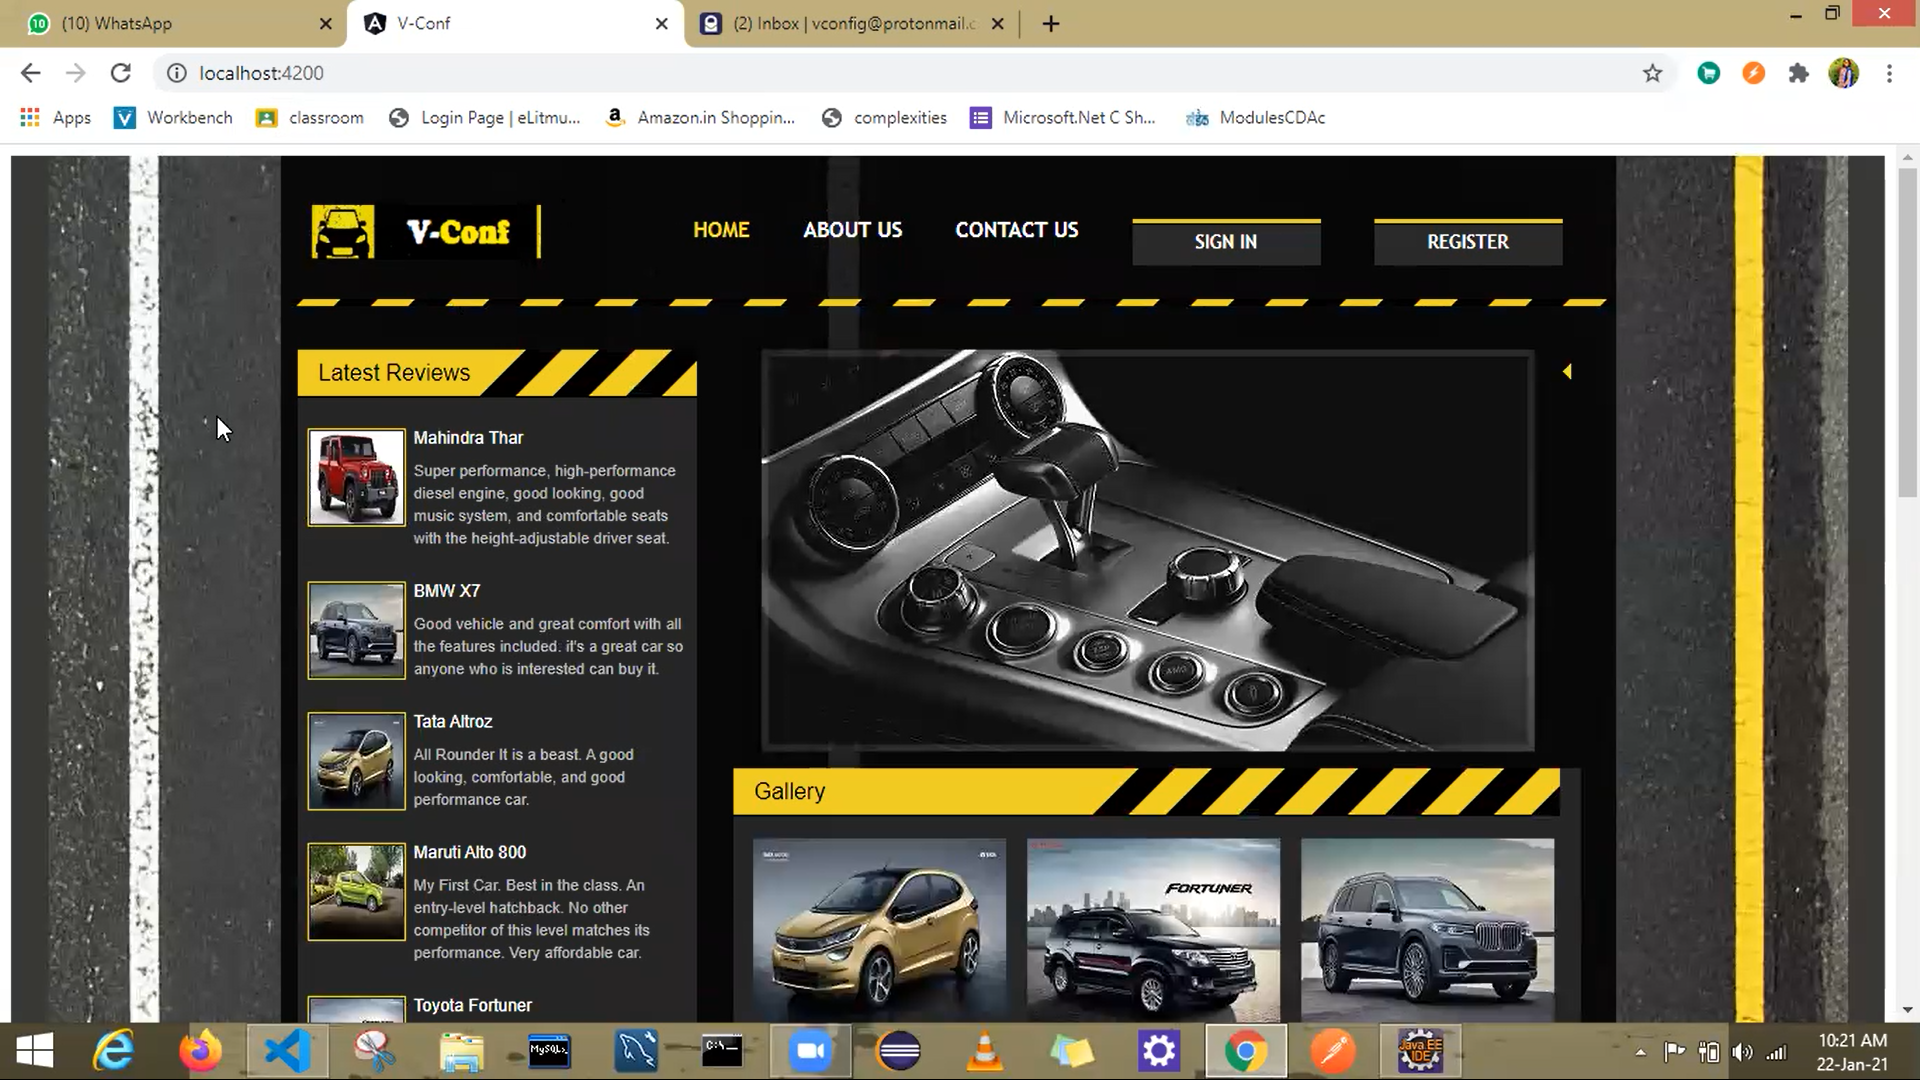 (10) WhatsApp
V-Conf
(2) Inbox | vconfig@protonmail.c
localhost:4200
Apps
Workbench
classroom
Login Page | eLitmu...
Amazon.in Shoppin...
complexities
Microsoft.Net C Sh...
ModulesCDAc
V-Conf
HOME
ABOUT US
CONTACT US
SIGN IN
REGISTER
Latest Reviews
Mahindra Thar
Super performance, high-performance
diesel engine, good looking, good
music system, and comfortable seats
with the height-adjustable driver seat.
BMW X7
Good vehicle and great comfort with all
the features included. it's a great car so
anyone who is interested can buy it.
Tata Altroz
All Rounder It is a beast. A good
looking, comfortable, and good
performance car.
Maruti Alto 800
My First Car. Best in the class. An
entry-level hatchback. No other
competitor of this level matches its
performance. Very affordable car.
Toyota Fortuner
Gallery
FORTUNER
MySQL
C:\_
Java EE
IDE
10:21 AM
22-Jan-21